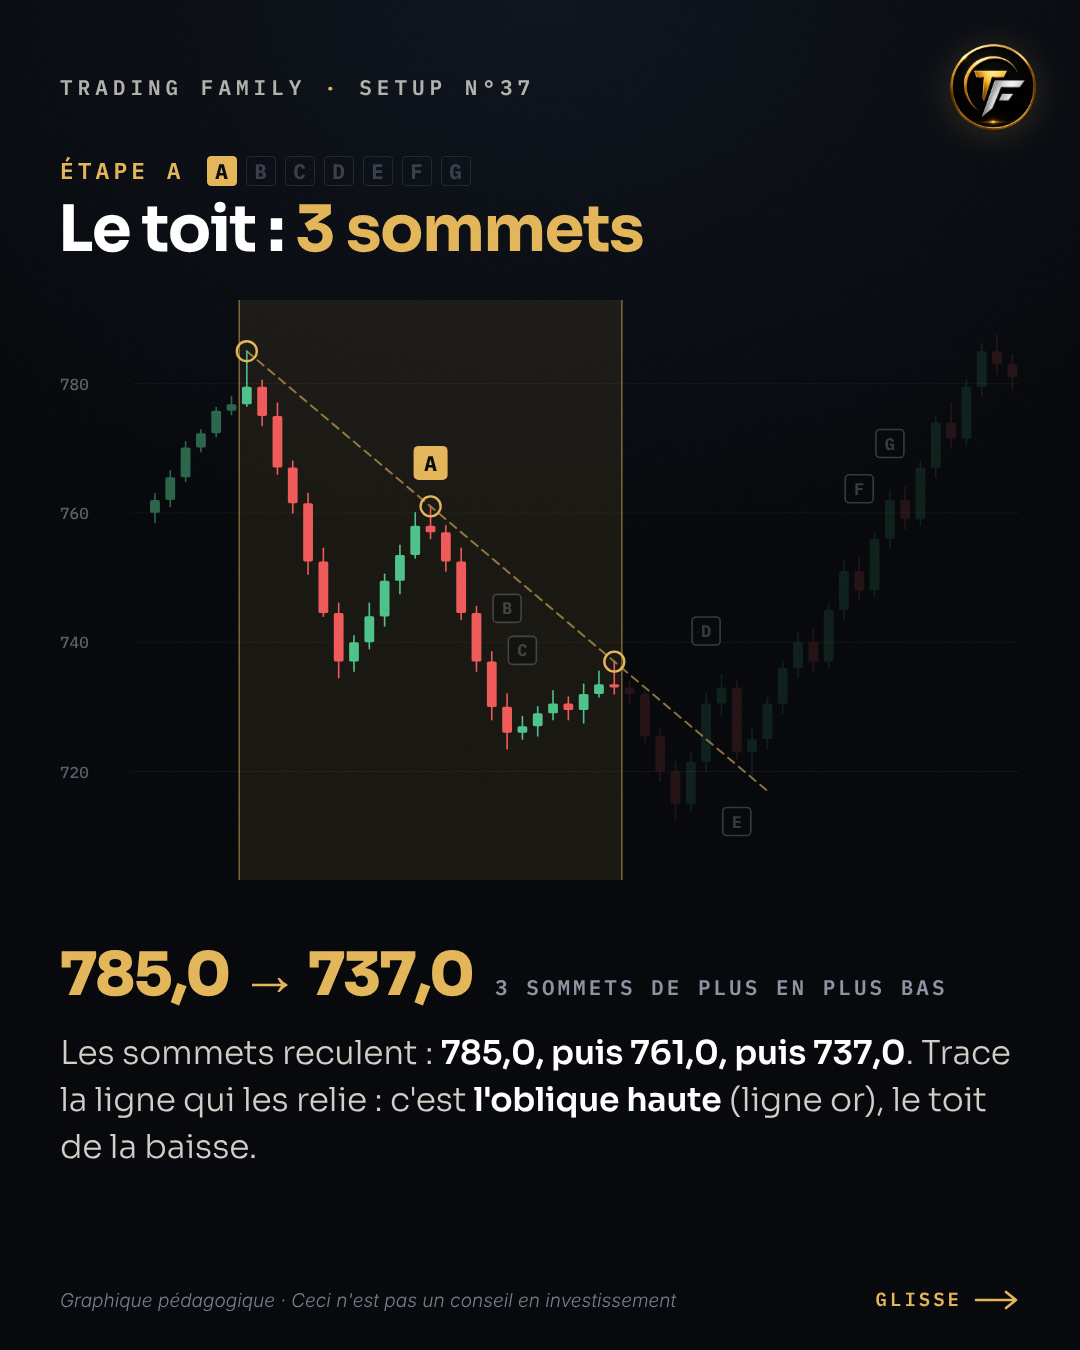 TRADING FAMILY · SETUP N°37
TF
ÉTAPE A A B C D E F G
Le toit : 3 sommets
780
760
740
720
A
B
C
D
E
F
G
785,0 → 737,0 3 SOMMETS DE PLUS EN PLUS BAS
Les sommets reculent : 785,0, puis 761,0, puis 737,0. Trace
la ligne qui les relie : c'est l'oblique haute (ligne or), le toit
de la baisse.
Graphique pédagogique · Ceci n'est pas un conseil en investissement
GLISSE →